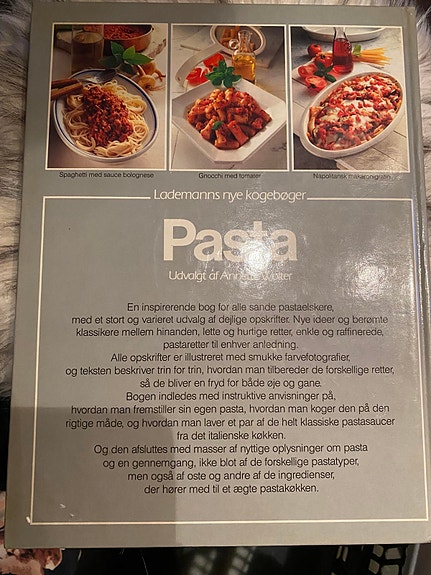 Spaghetti med sauce bolognese
Gnocchi med tomater
Napolitansk makaronigratin
Lademanns nye kogebøger
Pasta
Udvalgt af Wolter
En inspirerende bog for alle sande pastaelskere,
med et stort og varieret udvalg af dejlige opskrifter. Nye ideer og berømte
klassikere mellem hinanden, lette og hurtige retter, enkle og raffinerede,
pastaretter til enhver anledning.
Alle opskrifter er illustreret med smukke farvefotografier,
og teksten beskriver trin for trin, hvordan man tilbereder de forskellige retter,
så de bliver en fryd for både øje og gane.
Bogen indledes med instruktive anvisninger på,
hvordan man fremstiller sin egen pasta, hvordan man koger den på den
rigtige måde, og hvordan man laver et par af de helt klassiske pastasaucer
fra det italienske køkken.
Og den afsluttes med masser af nyttige oplysninger om pasta
og en gennemgang, ikke blot af de forskellige pastatyper,
men også af oste og andre af de ingredienser,
der hører med til et ægte pastakøkken.